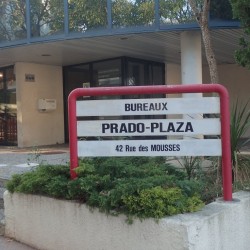 BUREAUX
PRADO-PLAZA
42 Rue des MOUSSES